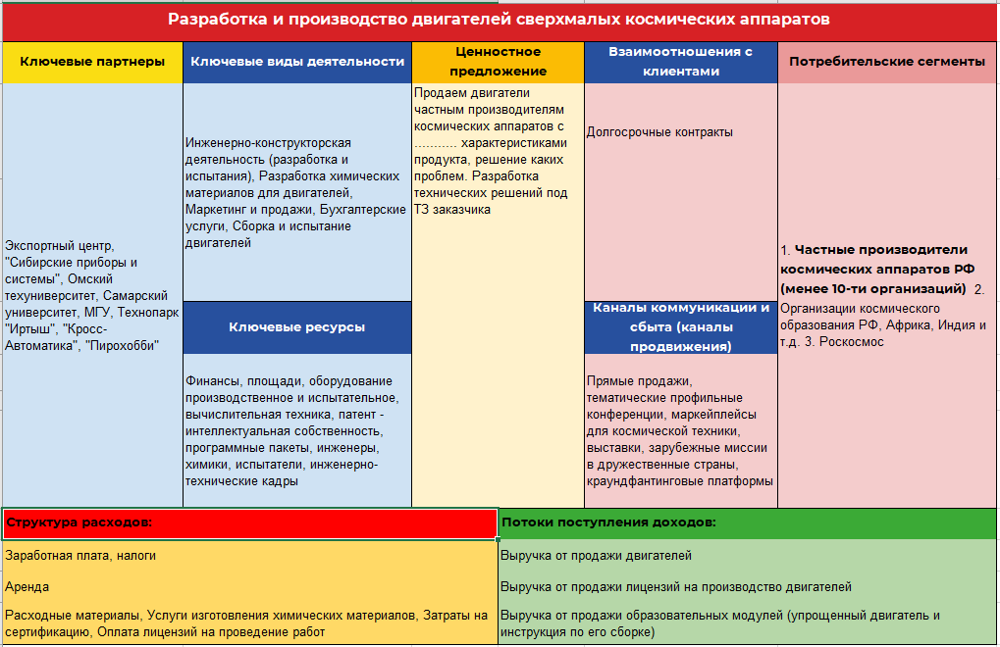 Разработка и производство двигателей сверхмалых космических аппаратов
Ключевые партнеры
Экспортный центр,
"Сибирские приборы и
системы", Омский
техуниверситет, Самарский
университет, МГУ, Технопарк
"Иртыш", "Кросс-
Автоматика", "Пирохобби"
Ключевые виды деятельности
Инженерно-конструкторская
деятельность (разработка и
испытания), Разработка химических
материалов для двигателей,
Маркетинг и продажи, Бухгалтерские
услуги, Сборка и испытание
двигателей
Ключевые ресурсы
Финансы, площади, оборудование
производственное и испытательное,
вычислительная техника, патент -
интеллектуальная собственность,
программные пакеты, инженеры,
химики, испытатели, инженерно-
технические кадры
Ценностное
предложение
Продаем двигатели
частным производителям
космических аппаратов с
........... характеристиками
продукта, решение каких
проблем. Разработка
технических решений под
ТЗ заказчика
Взаимоотношения с
клиентами
Долгосрочные контракты
Каналы коммуникации и
сбыта (каналы
продвижения)
Прямые продажи,
тематические профильные
конференции, маркейплейсы
для космической техники,
выставки, зарубежные миссии
в дружественные страны,
краундфантинговые платформы
Потребительские сегменты
1. Частные производители
космических аппаратов РФ
(менее 10-ти организаций) 2.
Организации космического
образования РФ, Африка, Индия и
т.д. 3. Роскосмос
Структура расходов:
Заработная плата, налоги
Аренда
Расходные материалы, Услуги изготовления химических материалов, Затраты на
сертификацию, Оплата лицензий на проведение работ
Потоки поступления доходов:
Выручка от продажи двигателей
Выручка от продажи лицензий на производство двигателей
Выручка от продажи образовательных модулей (упрощенный двигатель и
инструкция по его сборке)